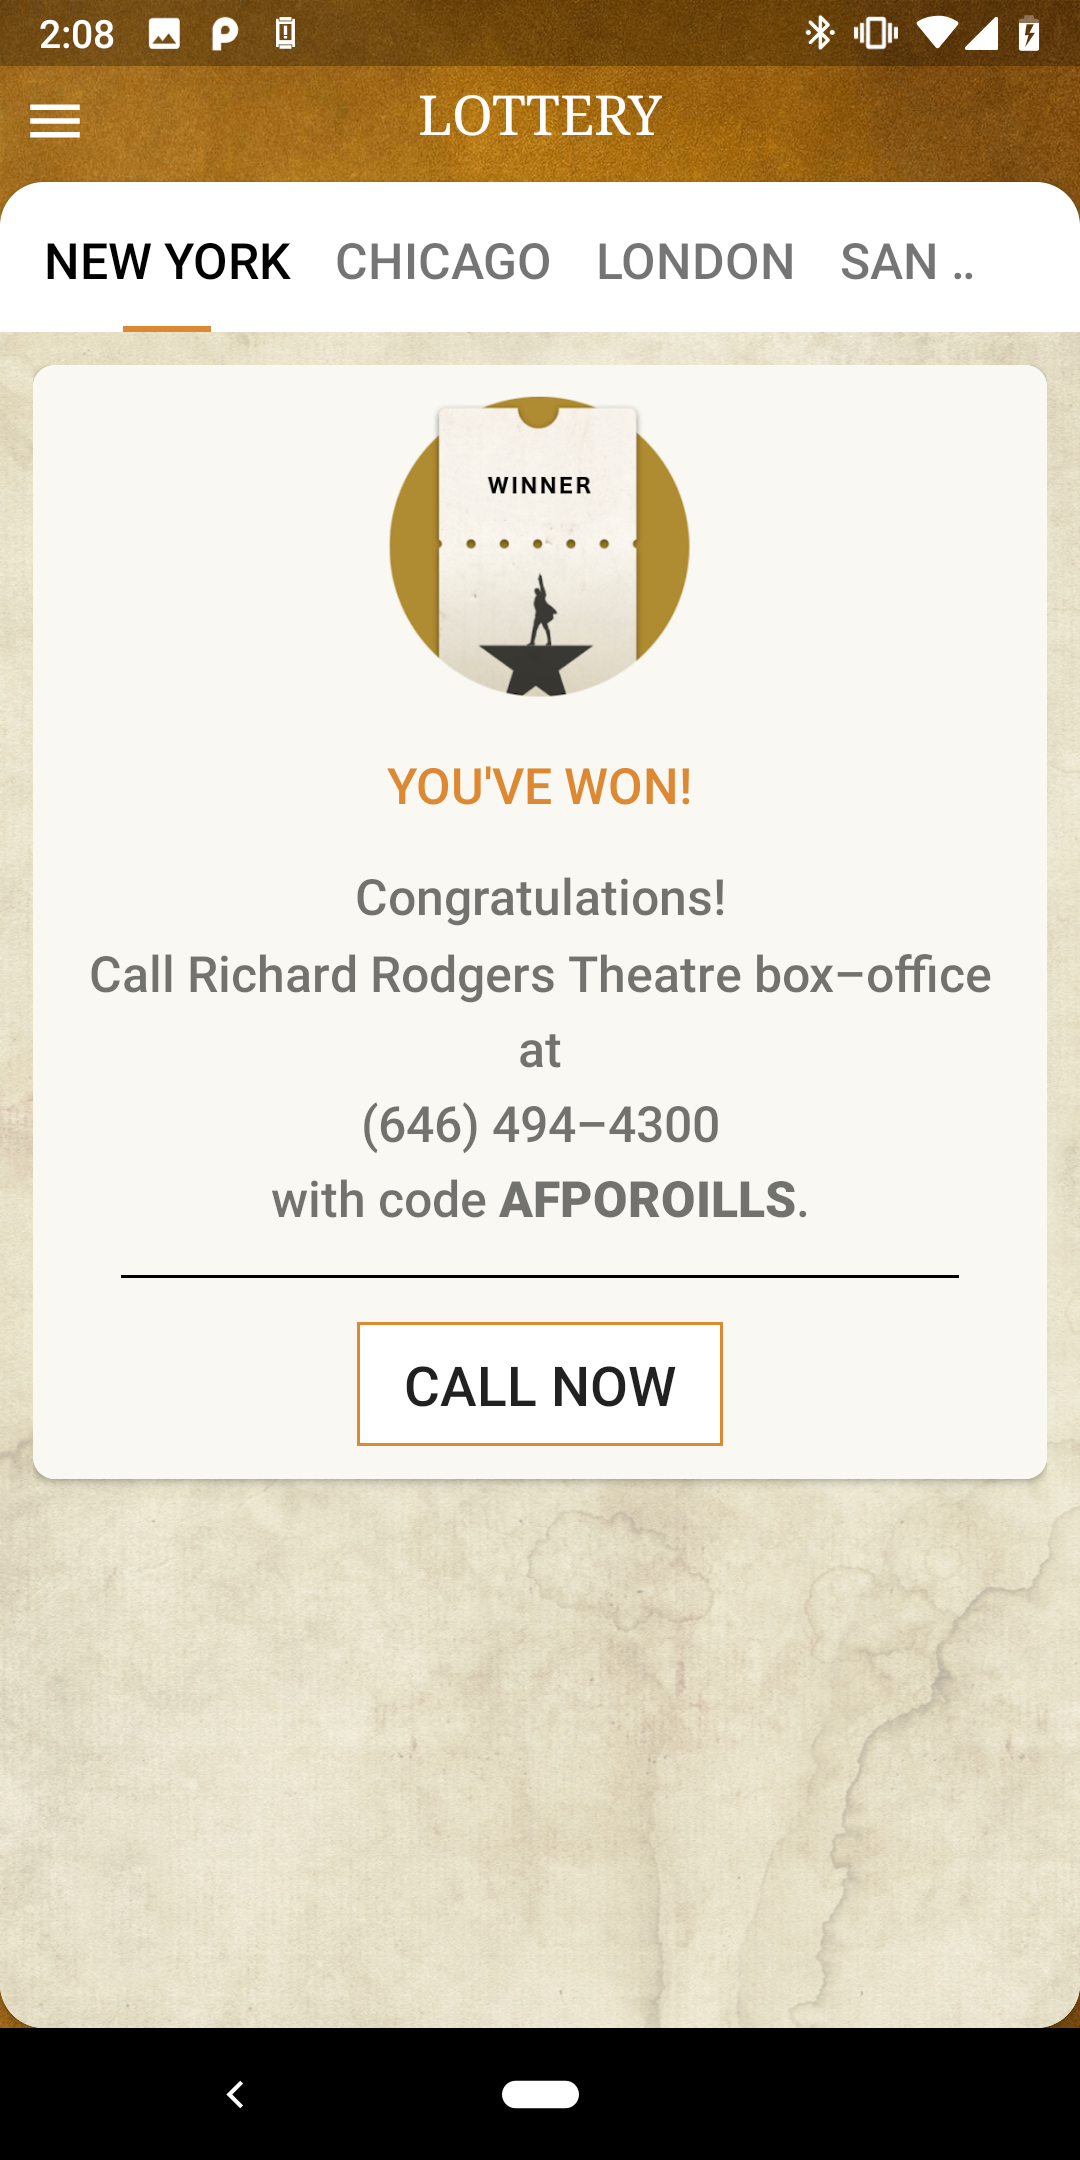 2:08
LOTTERY
NEW YORK CHICAGO LONDON SAN ..
WINNER
YOU'VE WON!
Congratulations!
Call Richard Rodgers Theatre box–office
at
(646) 494–4300
with code AFPOROILLS.
CALL NOW